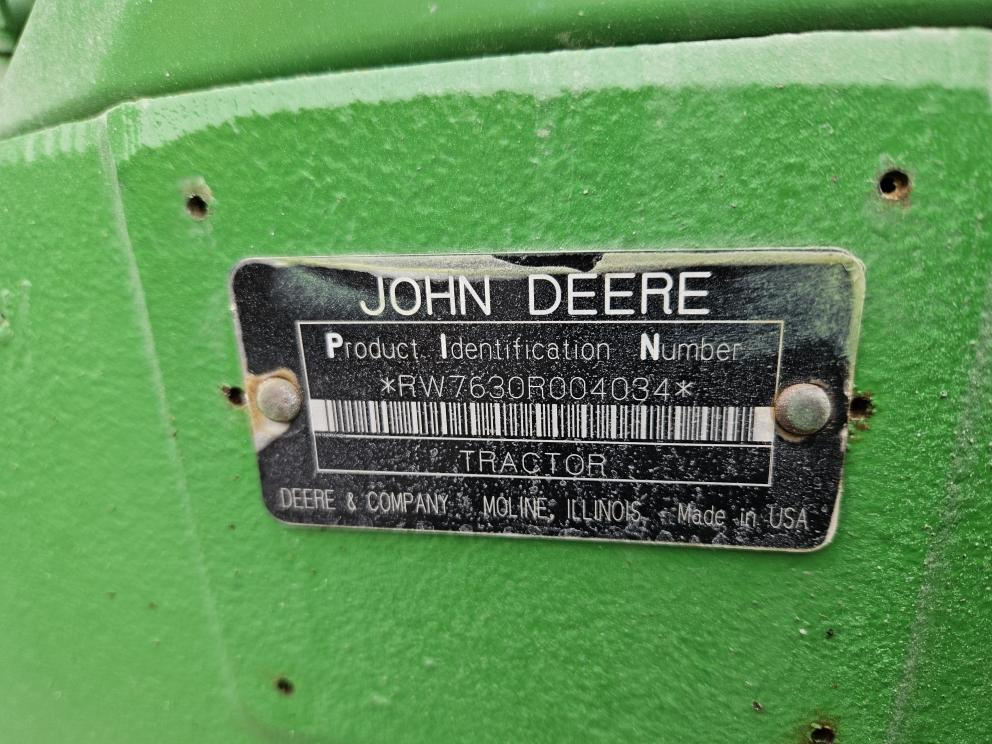 JOHN DEERE
Product Identification Number
*RW7630R004034*
TRACTOR
DEERE & COMPANY MOLINE, ILLINOIS Made in USA